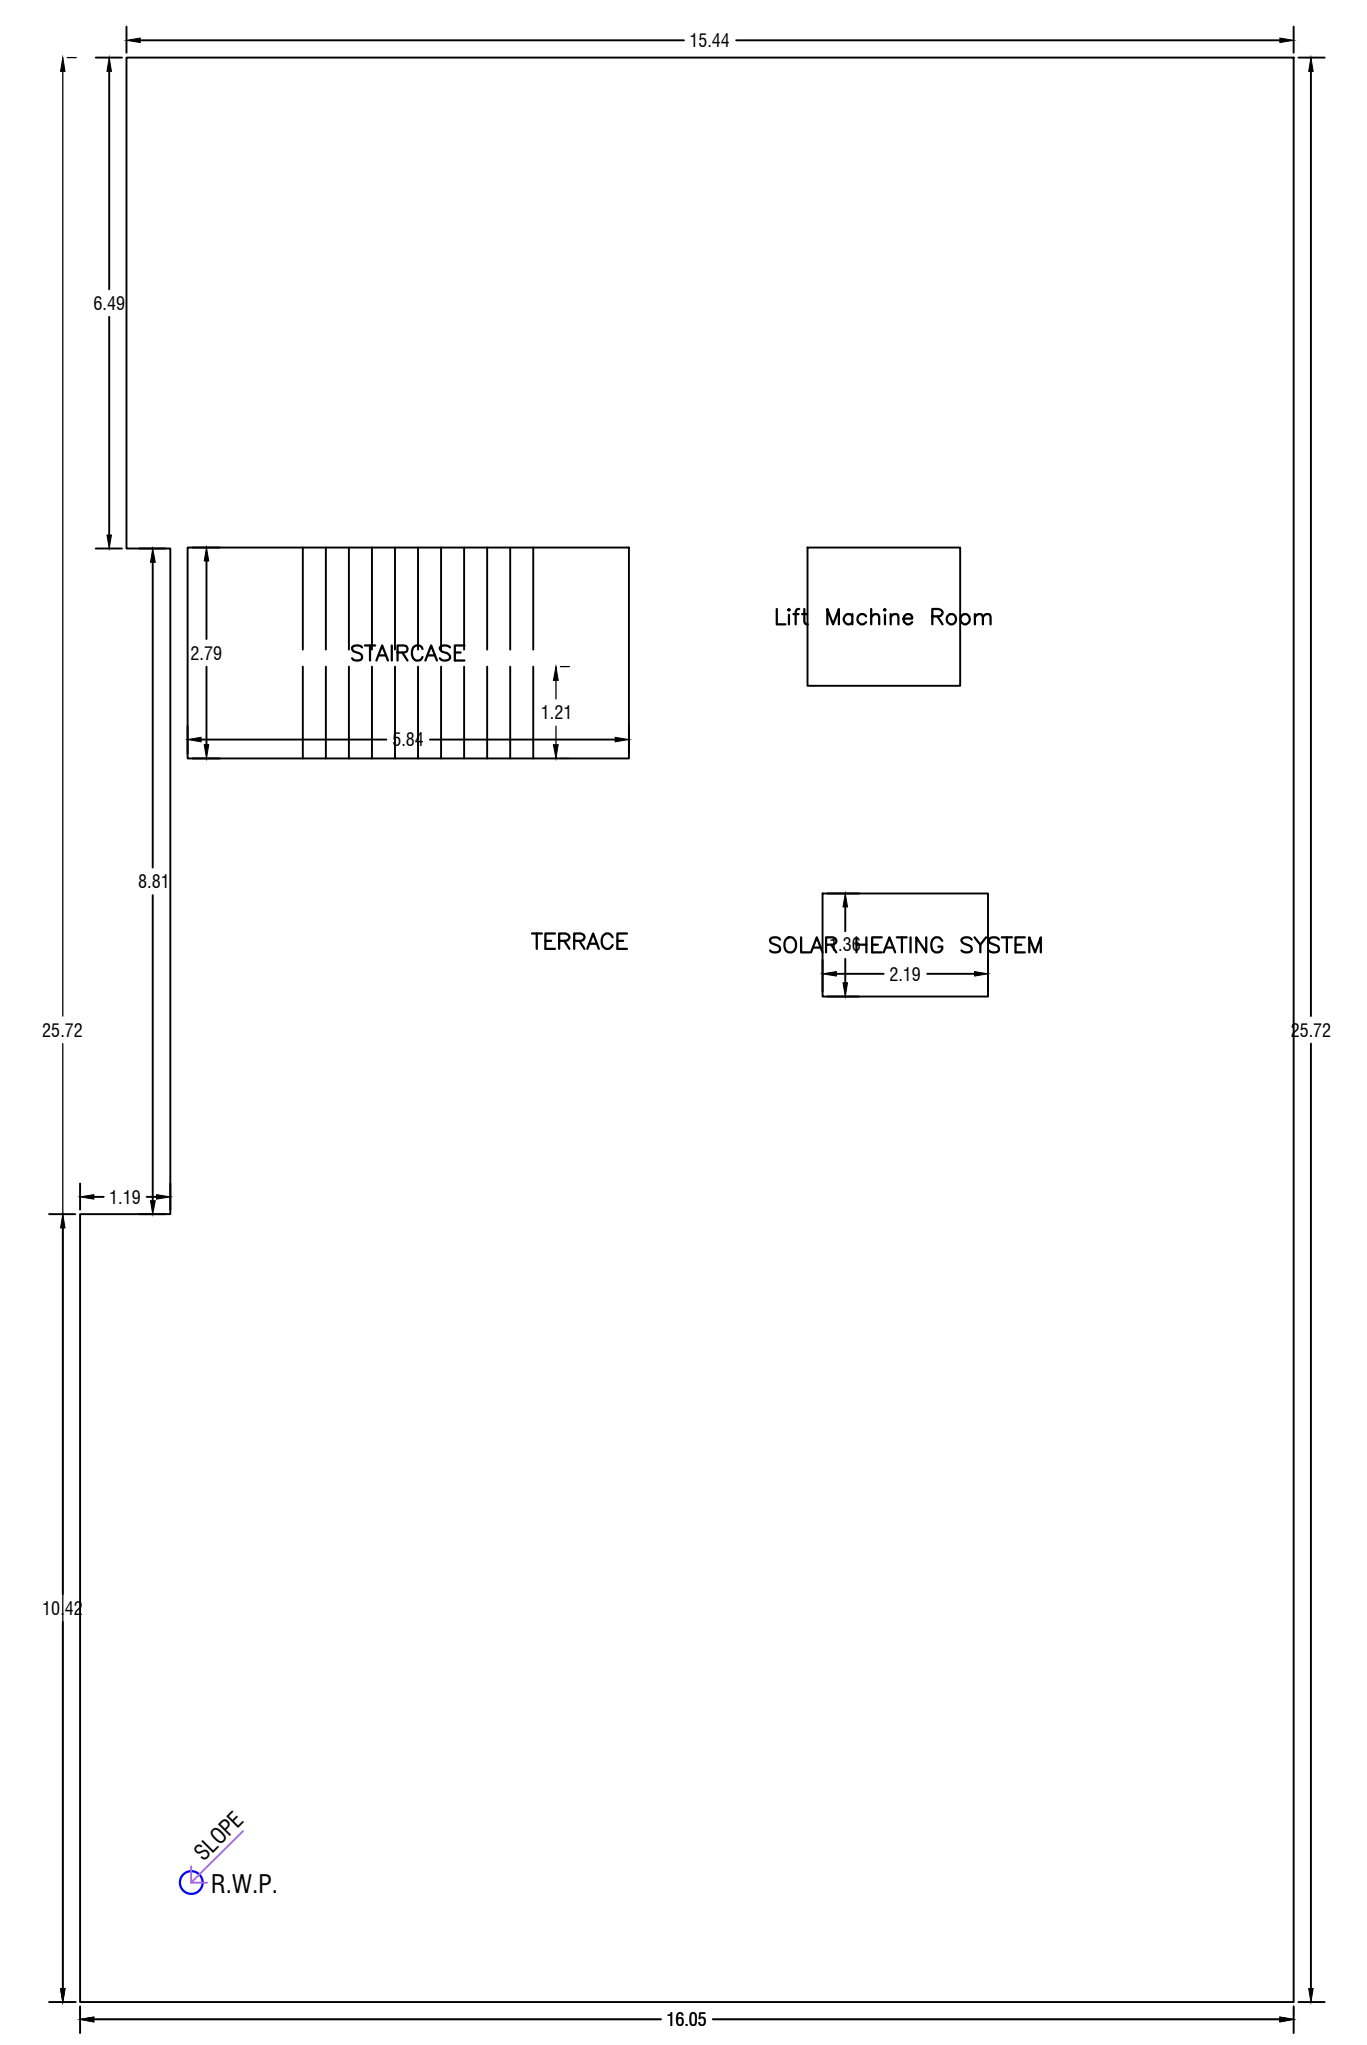 15.44
6.49
2.79
STAIRCASE
Lift Machine Room
1.21
5.84
8.81
TERRACE
SOLAR HEATING SYSTEM
2.19
25.72
25.72
1.19
10.42
SLOPE
R.W.P.
16.05